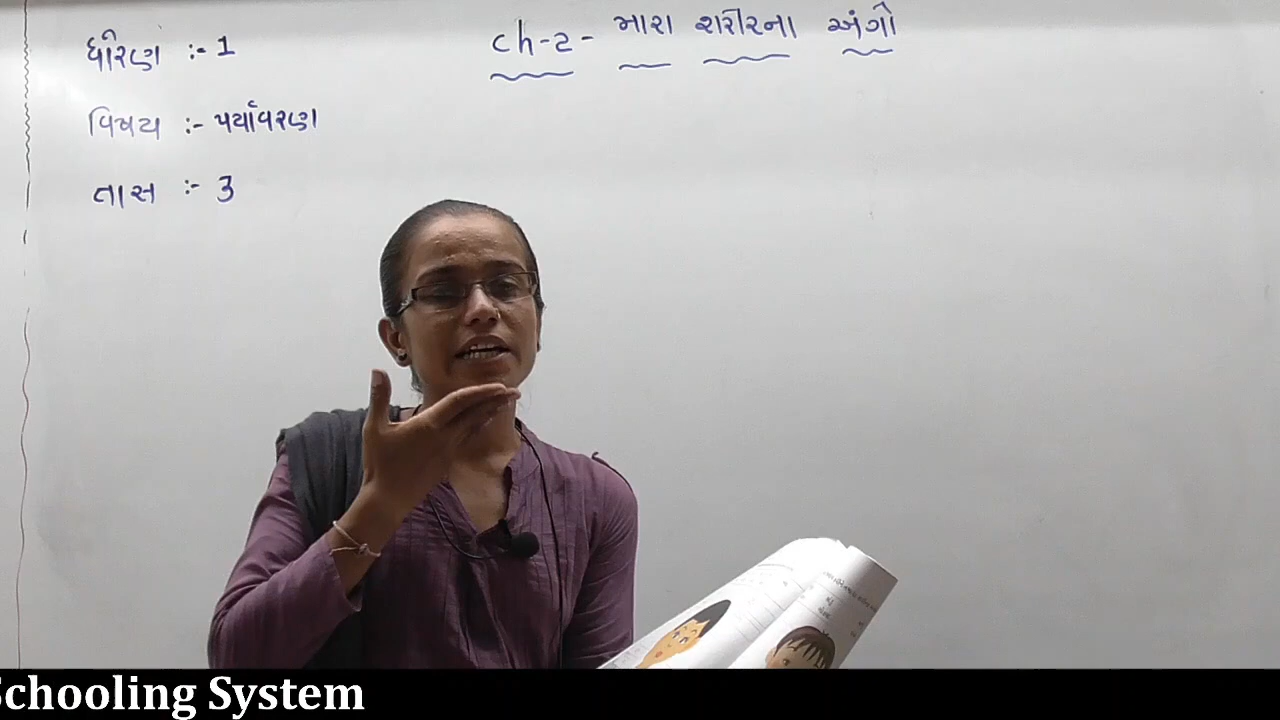 ધોરણ :- 1
Ch-2- મારા શરીરના અંગો
વિષય :- પર્યાવરણ
તાસ :- 3
Schooling System